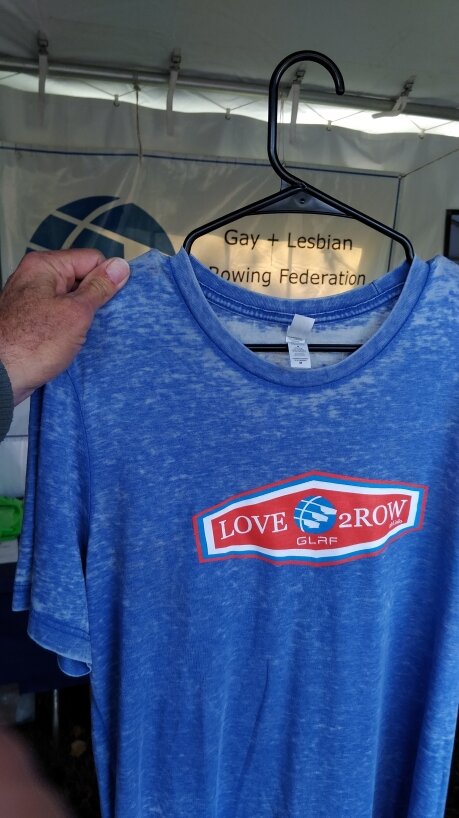 Gay + Lesbian
Rowing Federation
LOVE 2ROW
GLRF